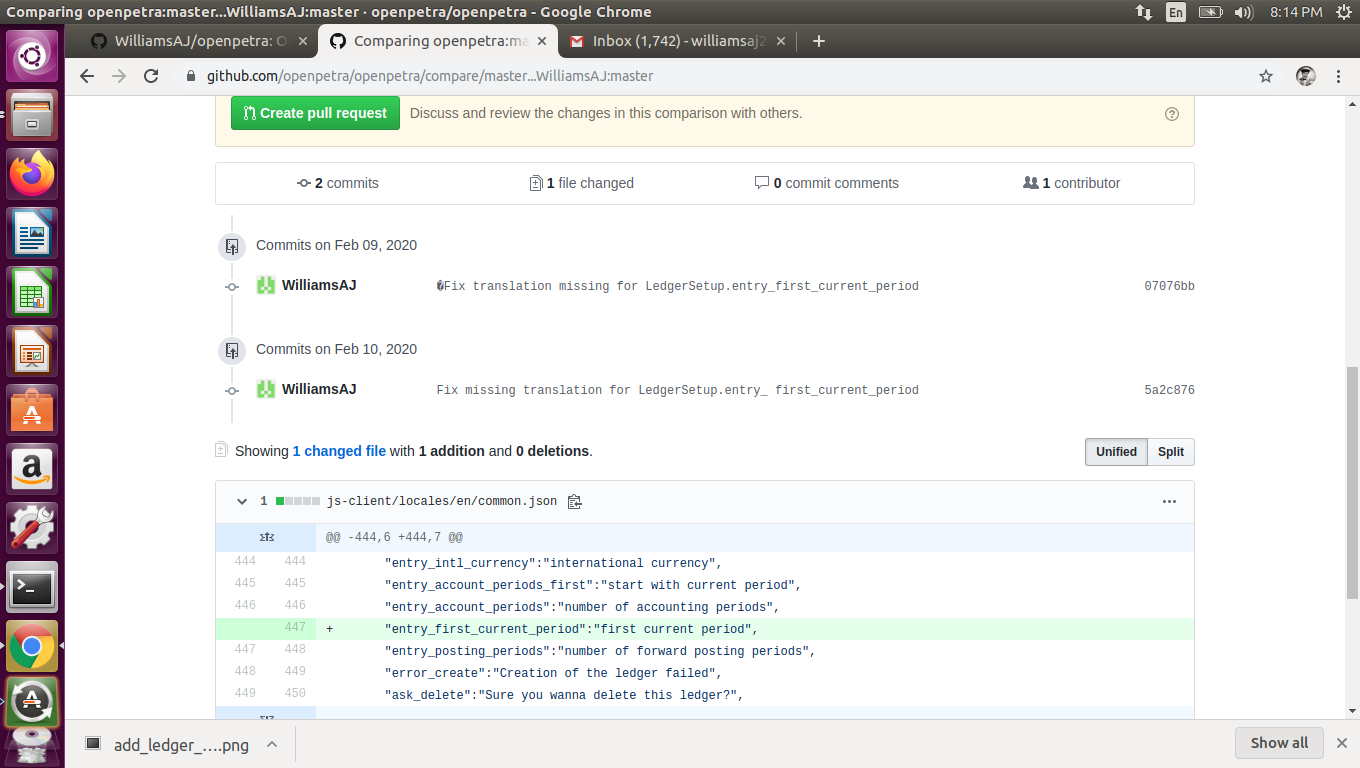 Comparing openpetra:master...WilliamsAJ:master · openpetra/openpetra - Google Chrome
En
8:14 PM
WilliamsAJ/openpetra: O
Comparing openpetra:ma
Inbox (1,742) - williamsaj2
github.com/openpetra/openpetra/compare/master...WilliamsAJ:master
Create pull request
Discuss and review the changes in this comparison with others.
2 commits
1 file changed
0 commit comments
1 contributor
Commits on Feb 09, 2020
WilliamsAJ
�Fix translation missing for LedgerSetup.entry_first_current_period
07076bb
Commits on Feb 10, 2020
WilliamsAJ
Fix missing translation for LedgerSetup.entry_ first_current_period
5a2c876
Showing 1 changed file with 1 addition and 0 deletions.
Unified
Split
1
js-client/locales/en/common.json
@@ -444,6 +444,7 @@
444 444 "entry_intl_currency":"international currency",
445 445 "entry_account_periods_first":"start with current period",
446 446 "entry_account_periods":"number of accounting periods",
447 + "entry_first_current_period":"first current period",
447 448 "entry_posting_periods":"number of forward posting periods",
448 449 "error_create":"Creation of the ledger failed",
449 450 "ask_delete":"Sure you wanna delete this ledger?",
add_ledger_....png
Show all